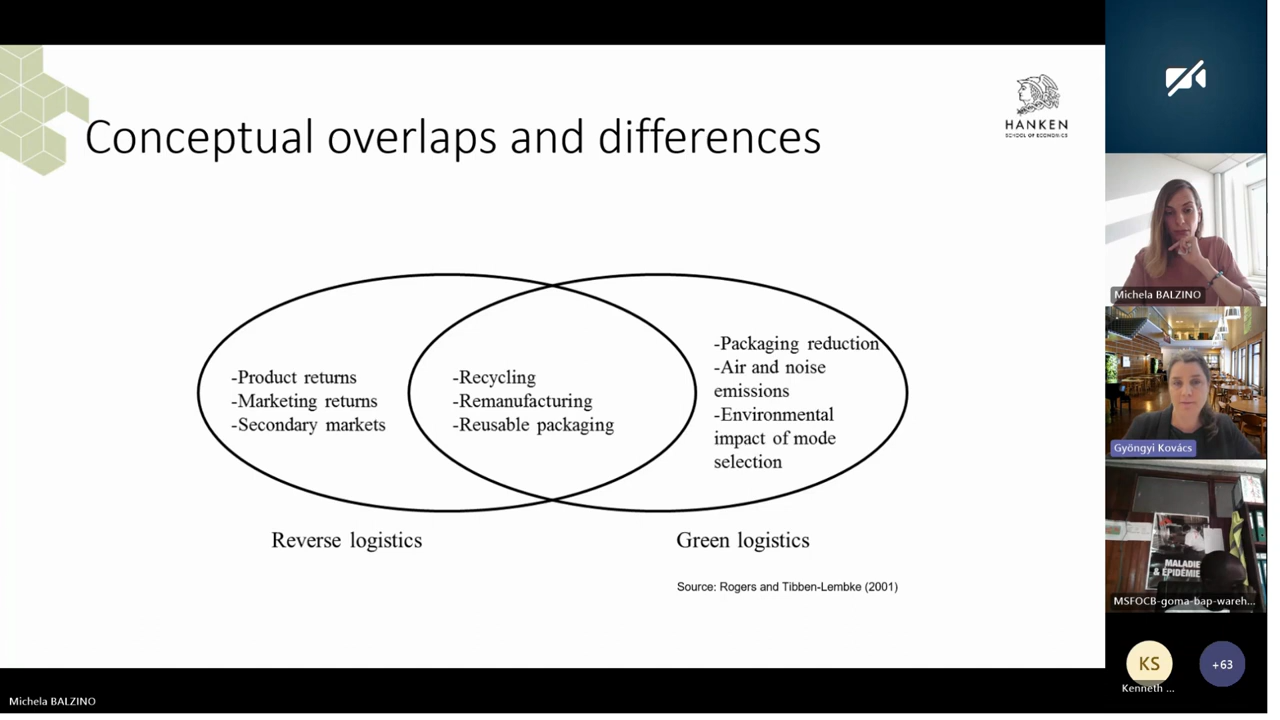 Conceptual overlaps and differences
HANKEN
SCHOOL OF ECONOMICS
-Product returns
-Marketing returns
-Secondary markets
-Recycling
-Remanufacturing
-Reusable packaging
-Packaging reduction
-Air and noise
emissions
-Environmental
impact of mode
selection
Reverse logistics
Green logistics
Source: Rogers and Tibben-Lembke (2001)
Michela BALZINO
Gyöngyi Kovács
MALADIE
& ÉPIDÉMIE
MSFOCB-goma-bap-wareh...
KS
+63
Kenneth ...
Michela BALZINO